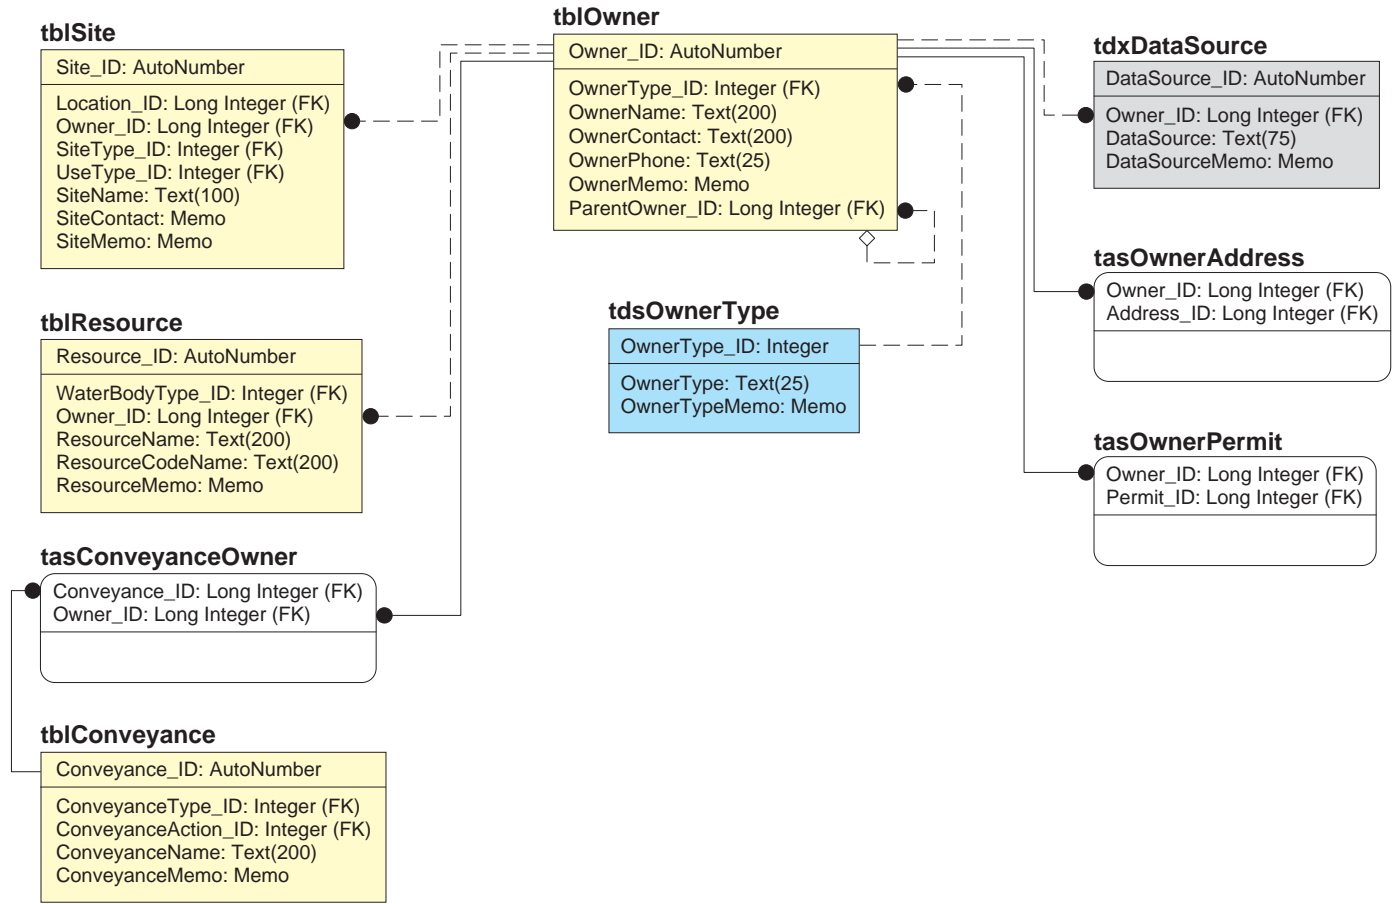 tblSite
Site_ID: AutoNumber
Location_ID: Long Integer (FK)
Owner_ID: Long Integer (FK)
SiteType_ID: Integer (FK)
UseType_ID: Integer (FK)
SiteName: Text(100)
SiteContact: Memo
SiteMemo: Memo
tblResource
Resource_ID: AutoNumber
WaterBodyType_ID: Integer (FK)
Owner_ID: Long Integer (FK)
ResourceName: Text(200)
ResourceCodeName: Text(200)
ResourceMemo: Memo
tasConveyanceOwner
Conveyance_ID: Long Integer (FK)
Owner_ID: Long Integer (FK)
tblConveyance
Conveyance_ID: AutoNumber
ConveyanceType_ID: Integer (FK)
ConveyanceAction_ID: Integer (FK)
ConveyanceName: Text(200)
ConveyanceMemo: Memo
tblOwner
Owner_ID: AutoNumber
OwnerType_ID: Integer (FK)
OwnerName: Text(200)
OwnerContact: Text(200)
OwnerPhone: Text(25)
OwnerMemo: Memo
ParentOwner_ID: Long Integer (FK)
tdsOwnerType
OwnerType_ID: Integer
OwnerType: Text(25)
OwnerTypeMemo: Memo
tdxDataSource
DataSource_ID: AutoNumber
Owner_ID: Long Integer (FK)
DataSource: Text(75)
DataSourceMemo: Memo
tasOwnerAddress
Owner_ID: Long Integer (FK)
Address_ID: Long Integer (FK)
tasOwnerPermit
Owner_ID: Long Integer (FK)
Permit_ID: Long Integer (FK)